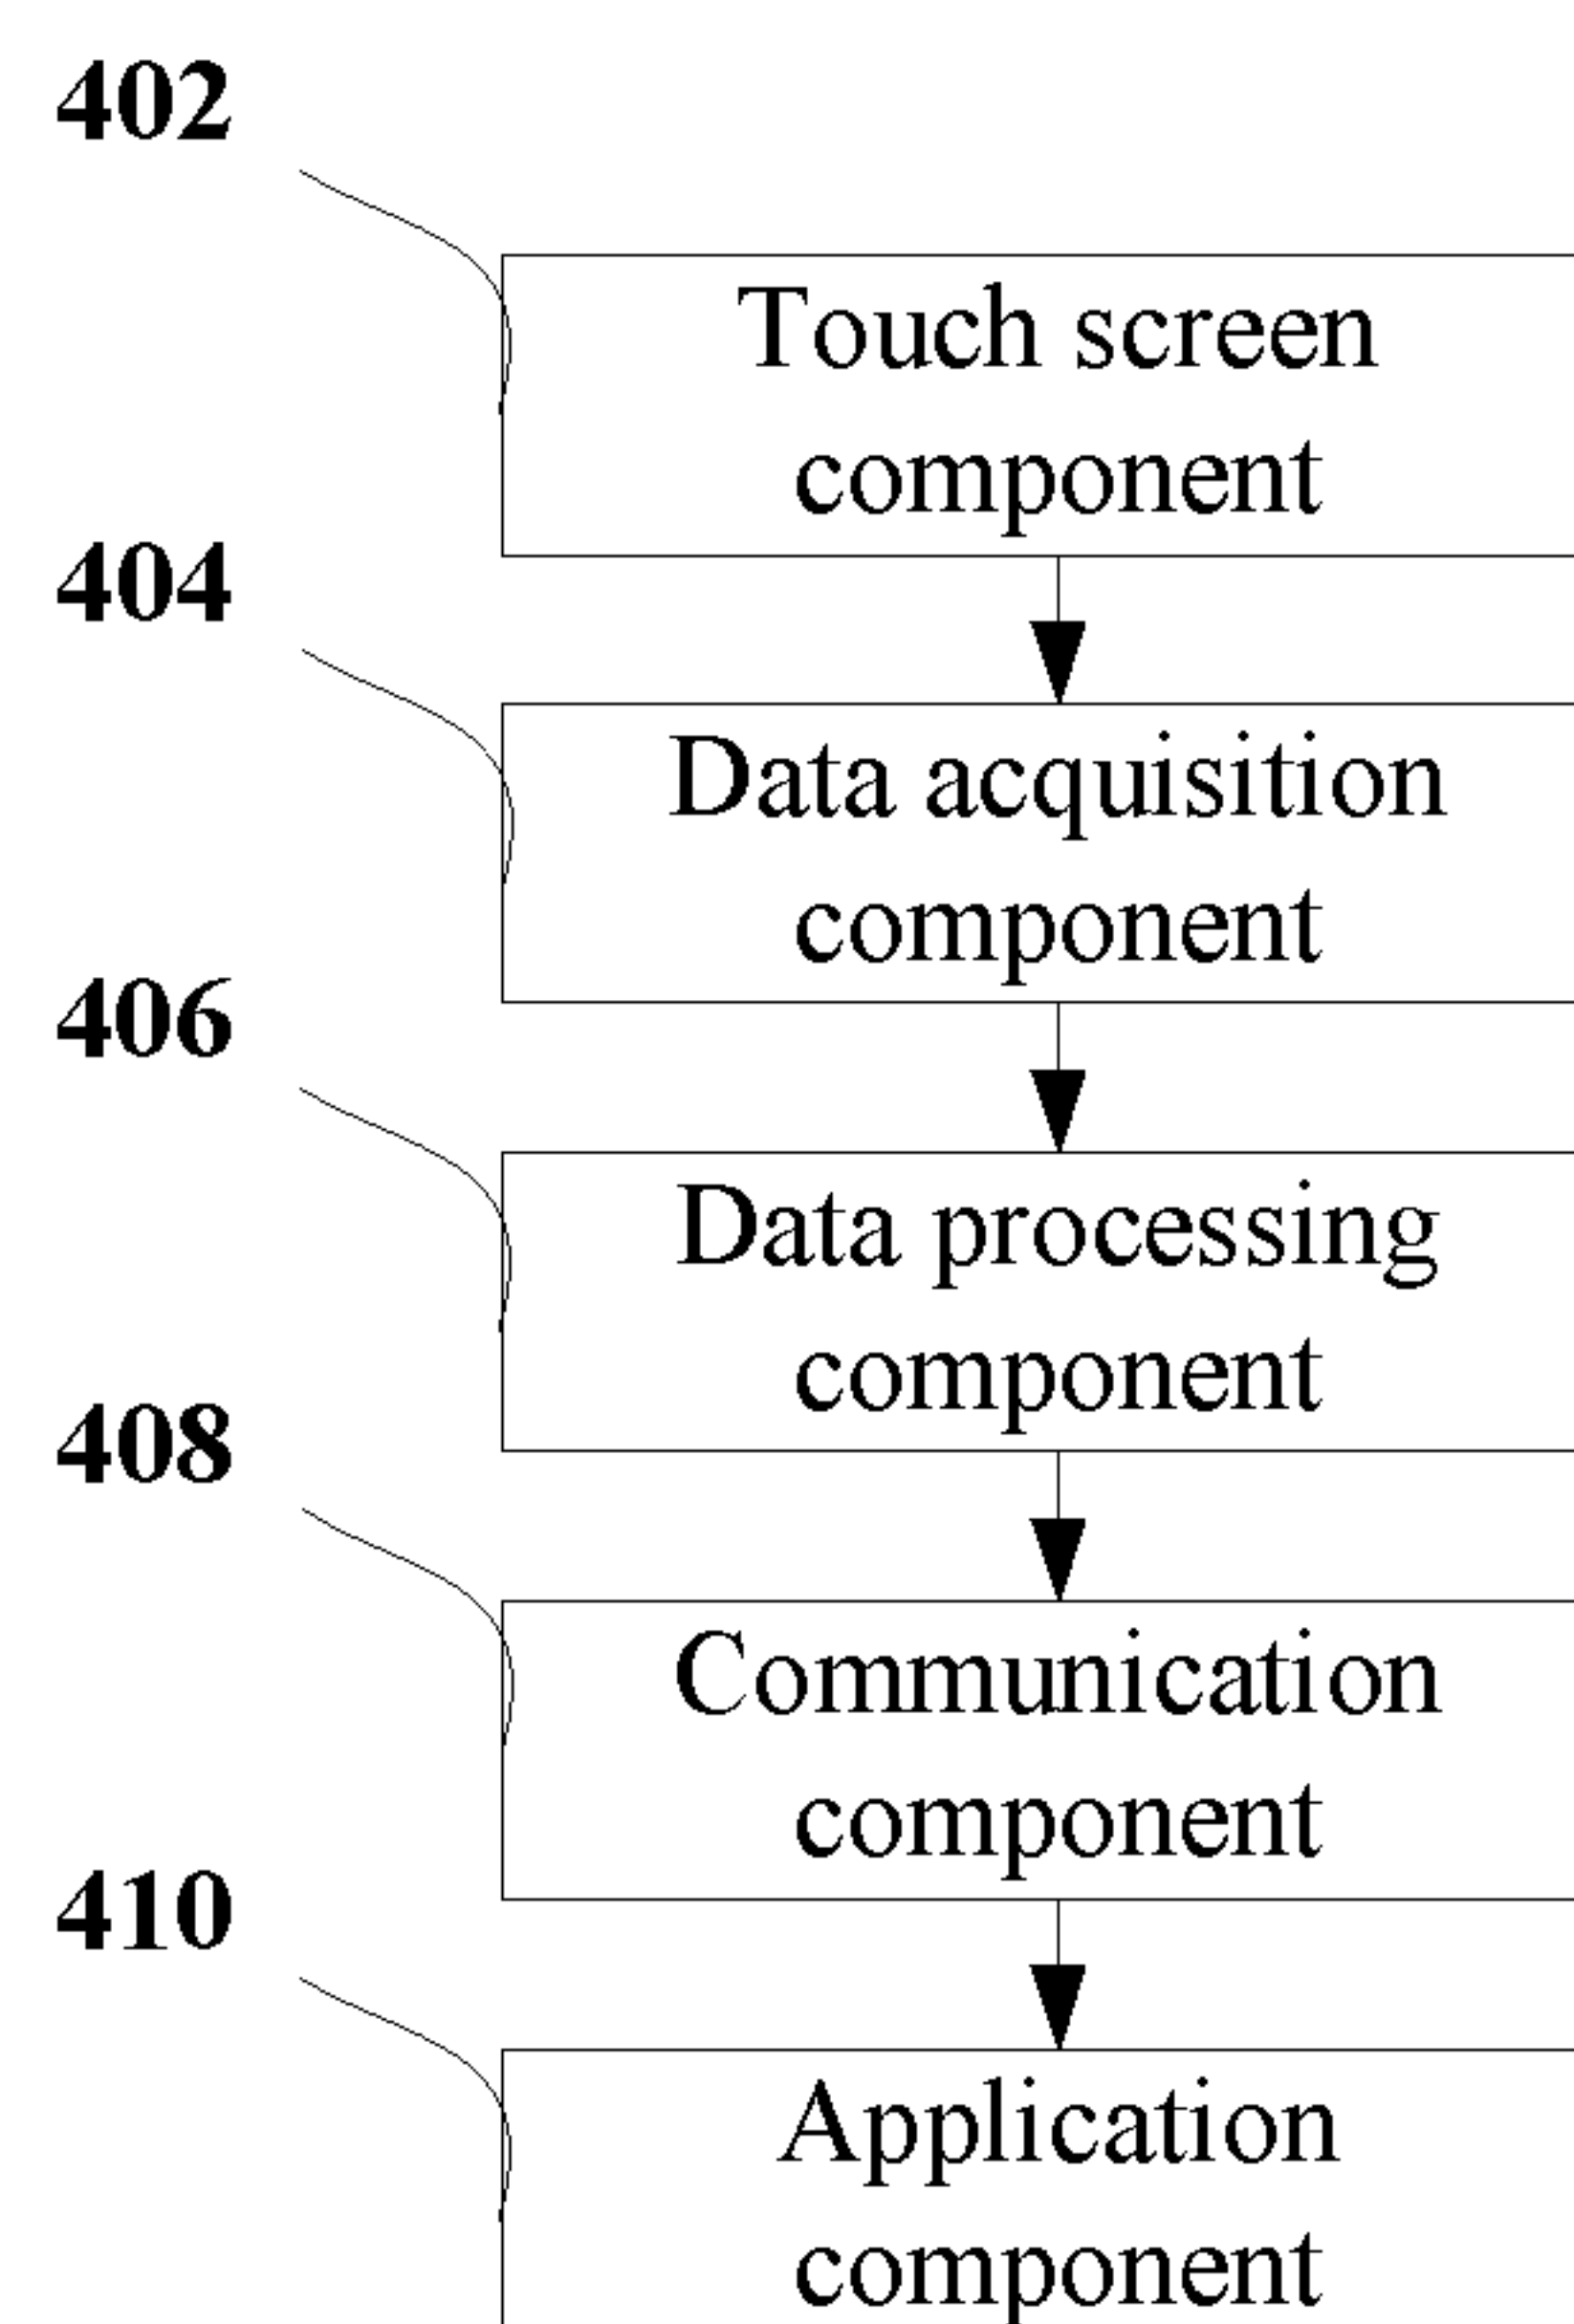 402
Touch screen
component
404
Data acquisition
component
406
Data processing
component
408
Communication
component
410
Application
component